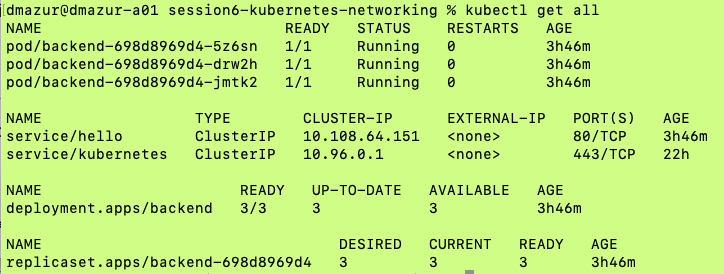 dmazur@dmazur-a01 session6-kubernetes-networking % kubectl get all
NAME READY STATUS RESTARTS AGE
pod/backend-698d8969d4-5z6sn 1/1 Running 0 3h46m
pod/backend-698d8969d4-drw2h 1/1 Running 0 3h46m
pod/backend-698d8969d4-jmtk2 1/1 Running 0 3h46m
NAME TYPE CLUSTER-IP EXTERNAL-IP PORT(S) AGE
service/hello ClusterIP 10.108.64.151 <none> 80/TCP 3h46m
service/kubernetes ClusterIP 10.96.0.1 <none> 443/TCP 22h
NAME READY UP-TO-DATE AVAILABLE AGE
deployment.apps/backend 3/3 3 3 3h46m
NAME DESIRED CURRENT READY AGE
replicaset.apps/backend-698d8969d4 3 3 3 3h46m